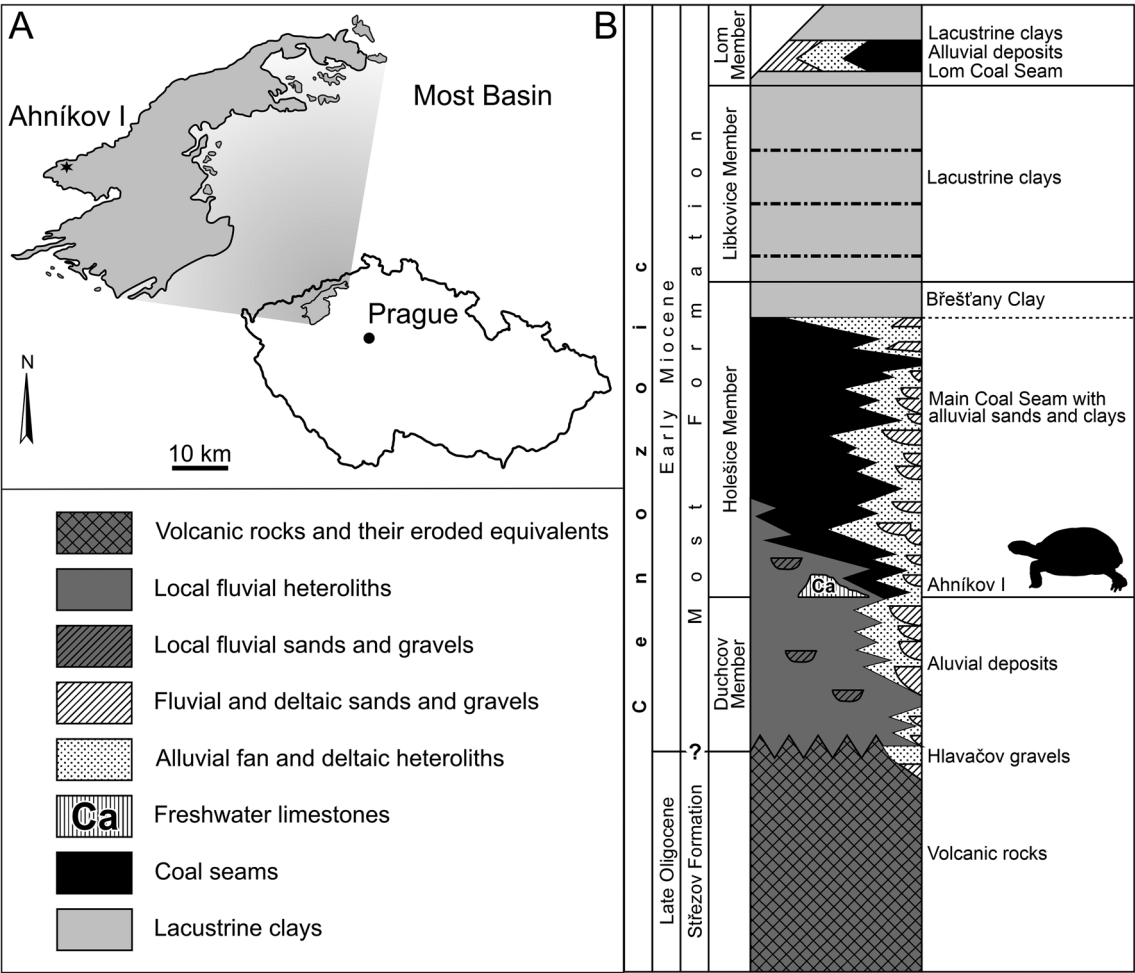 A
Most Basin
Ahníkov I
Prague
N
10 km
Volcanic rocks and their eroded equivalents
Local fluvial heteroliths
Local fluvial sands and gravels
Fluvial and deltaic sands and gravels
Alluvial fan and deltaic heteroliths
Ca
Freshwater limestones
Coal seams
Lacustrine clays
B
Cenozoic
Early Miocene
Late Oligocene
Most Formation
?
Střezov Formation
Lom
Member
Libkovice Member
Holešice Member
Duchcov
Member
Ca
Lacustrine clays
Alluvial deposits
Lom Coal Seam
Lacustrine clays
Břešťany Clay
Main Coal Seam with
alluvial sands and clays
Ahníkov I
Aluvial deposits
Hlavačov gravels
Volcanic rocks